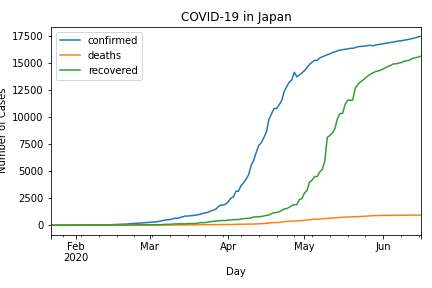 COVID-19 in Japan
confirmed
deaths
recovered
17500
15000
12500
10000
7500
5000
2500
0
Number of Cases
Feb
2020
Mar
Apr
May
Jun
Day